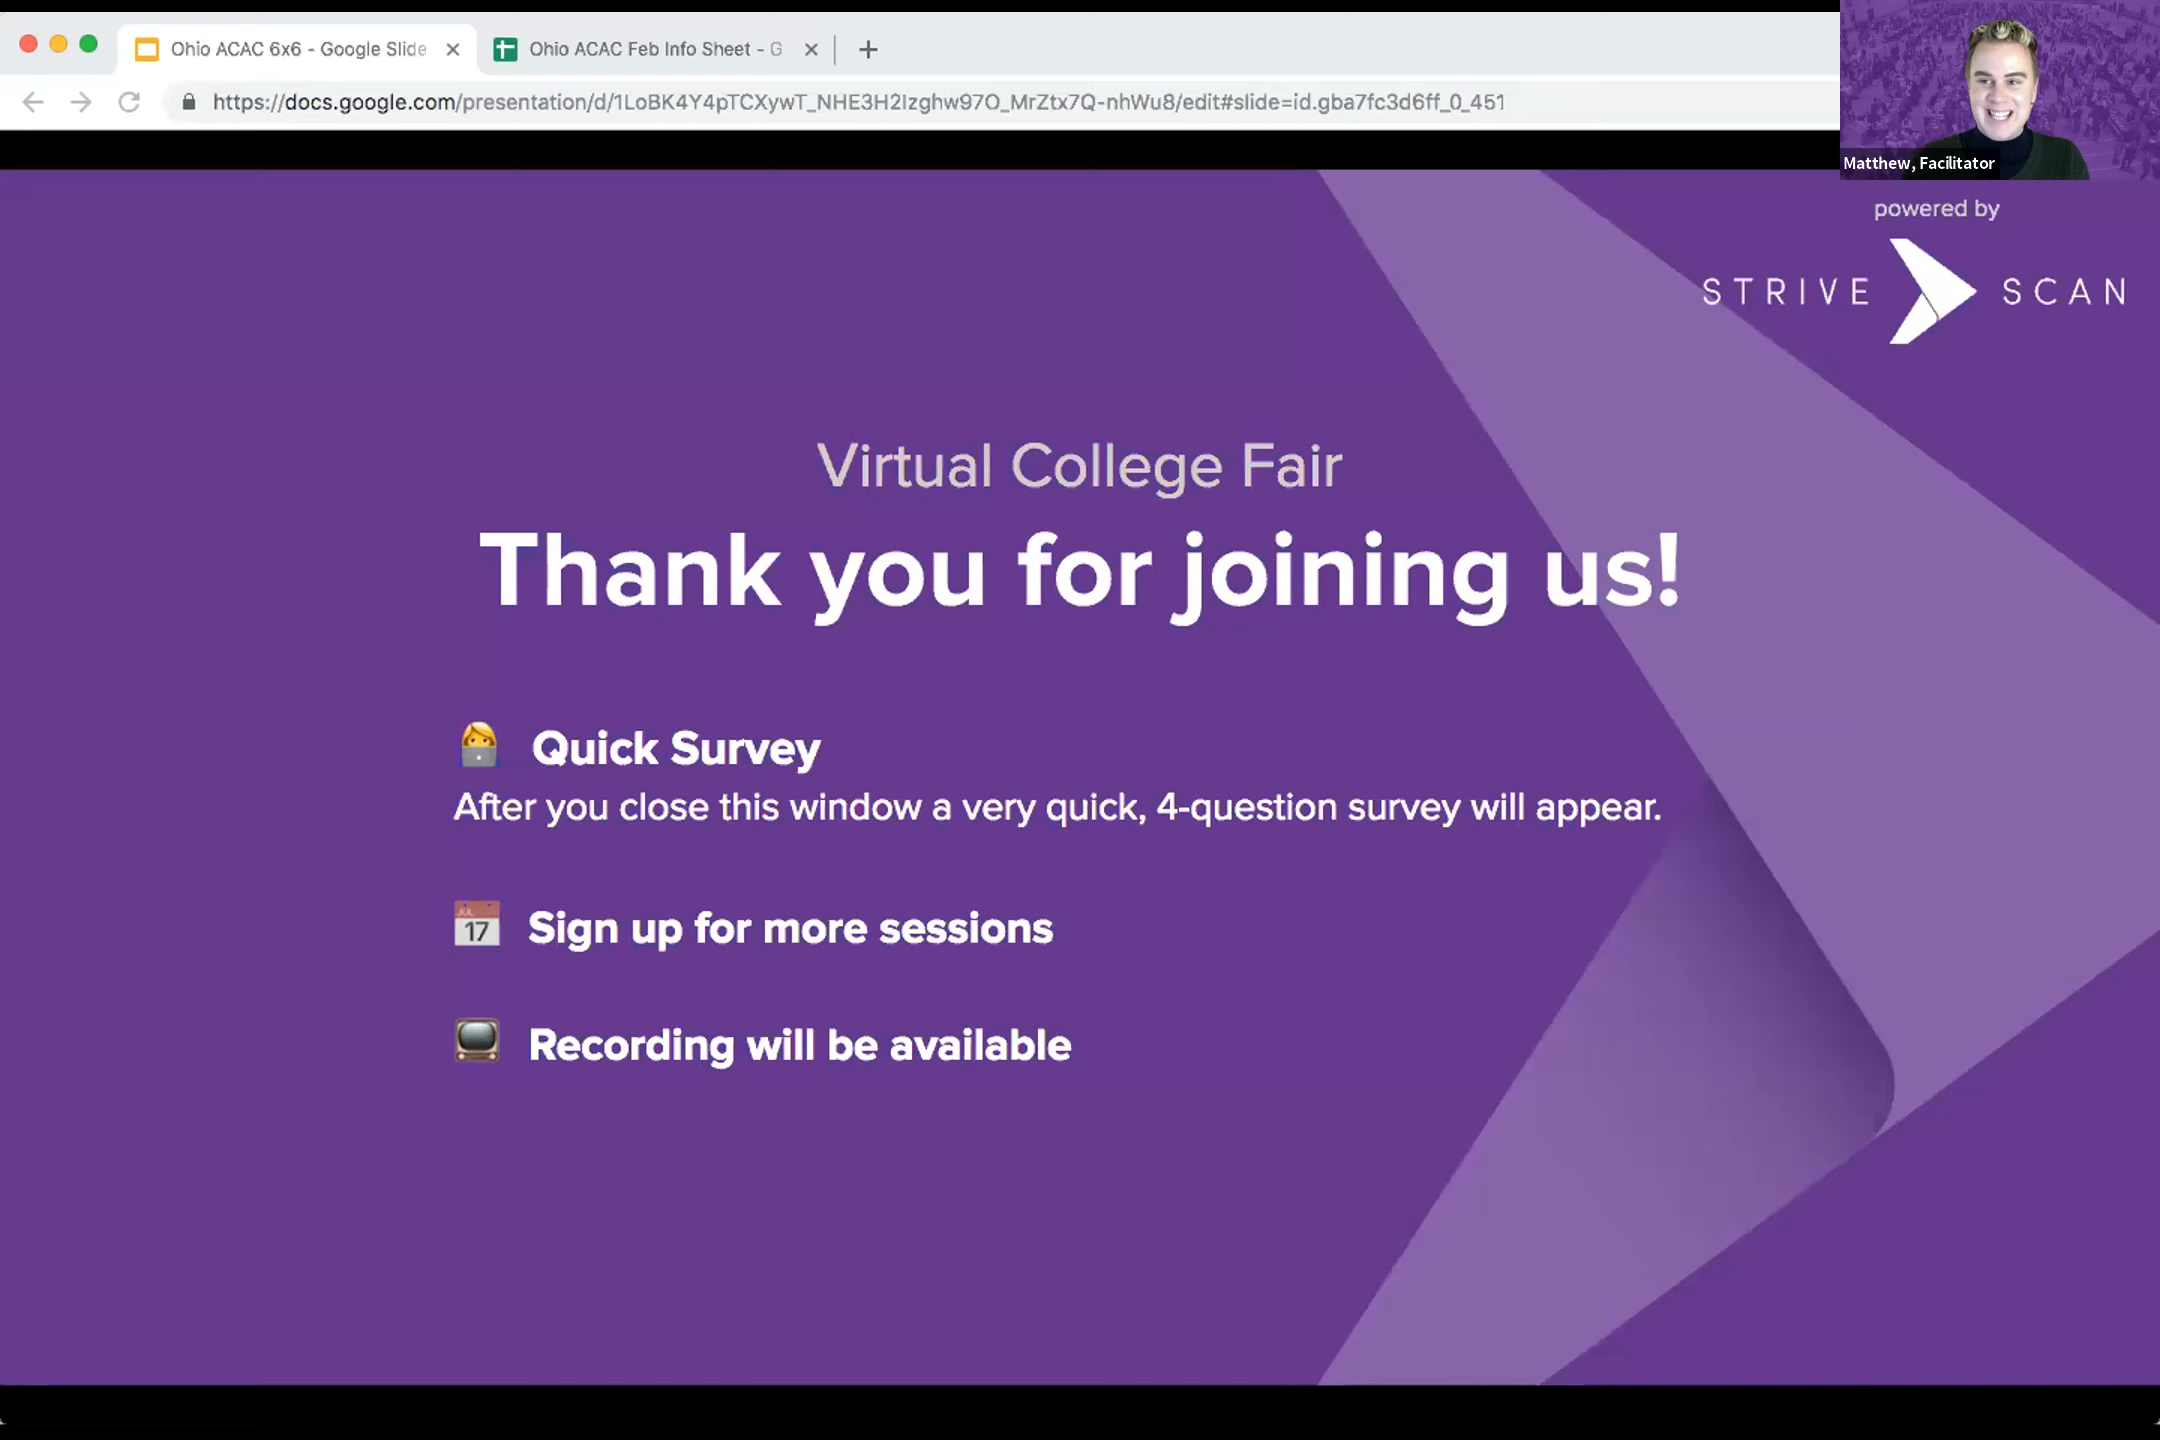 Ohio ACAC 6x6 - Google Slide
Ohio ACAC Feb Info Sheet - G
https://docs.google.com/presentation/d/1LoBK4Y4pTCXywT_NHE3H2Izghw97O_MrZtx7Q-nhWu8/edit#slide=id.gba7fc3d6ff_0_451
Matthew, Facilitator
powered by
STRIVE SCAN
Virtual College Fair
Thank you for joining us!
Quick Survey
After you close this window a very quick, 4-question survey will appear.
17 Sign up for more sessions
Recording will be available